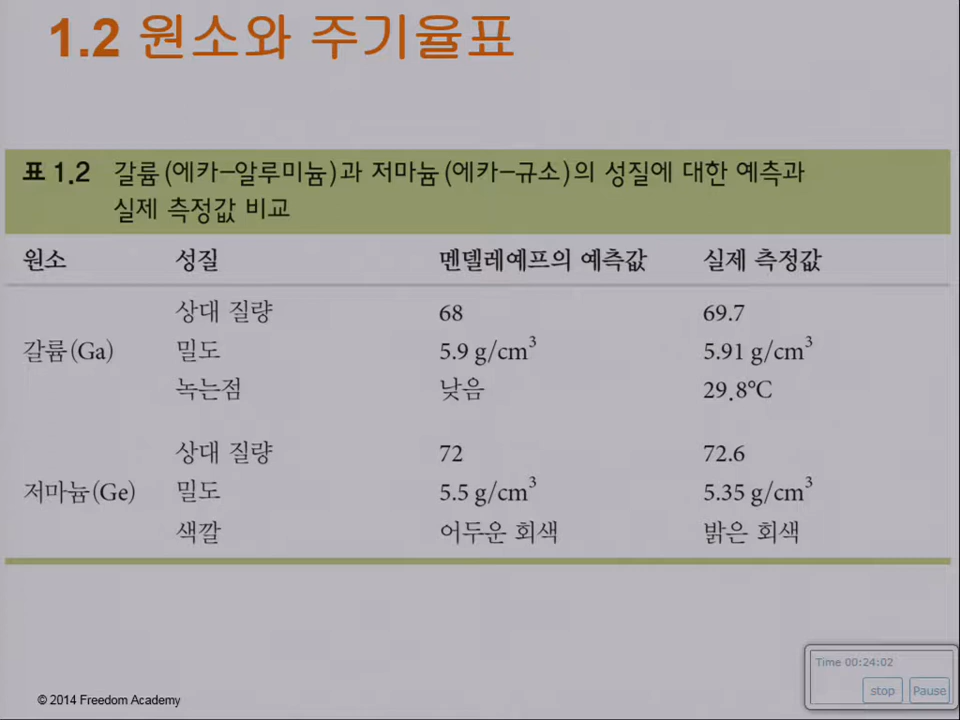 1.2 원소와 주기율표
표 1.2 갈륨(에카-알루미늄)과 저마늄(에카-규소)의 성질에 대한 예측과
실제 측정값 비교
원소 성질 멘델레예프의 예측값 실제 측정값
상대 질량 68 69.7
갈륨(Ga) 밀도 5.9 g/cm³ 5.91 g/cm³
녹는점 낮음 29.8°C
상대 질량 72 72.6
저마늄(Ge) 밀도 5.5 g/cm³ 5.35 g/cm³
색깔 어두운 회색 밝은 회색
Time 00:24:02
stop Pause
© 2014 Freedom Academy